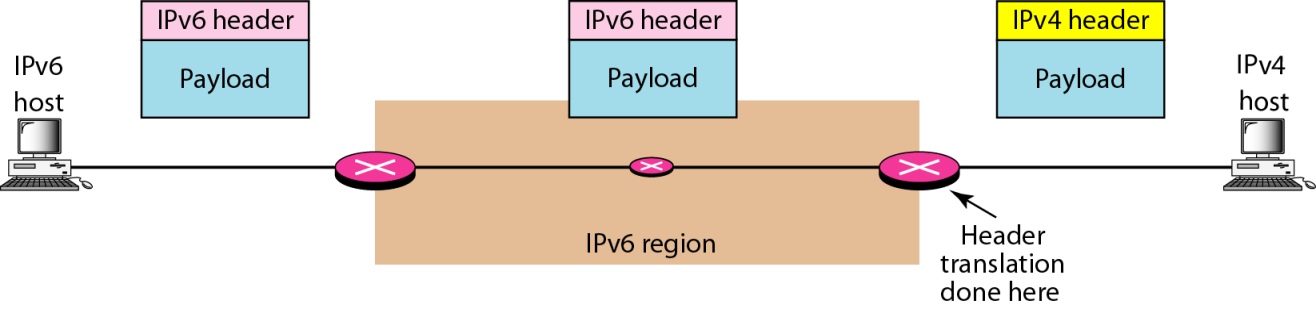 IPv6 header
Payload
IPv6 header
Payload
IPv4 header
Payload
IPv6
host
IPv4
host
IPv6 region
Header
translation
done here